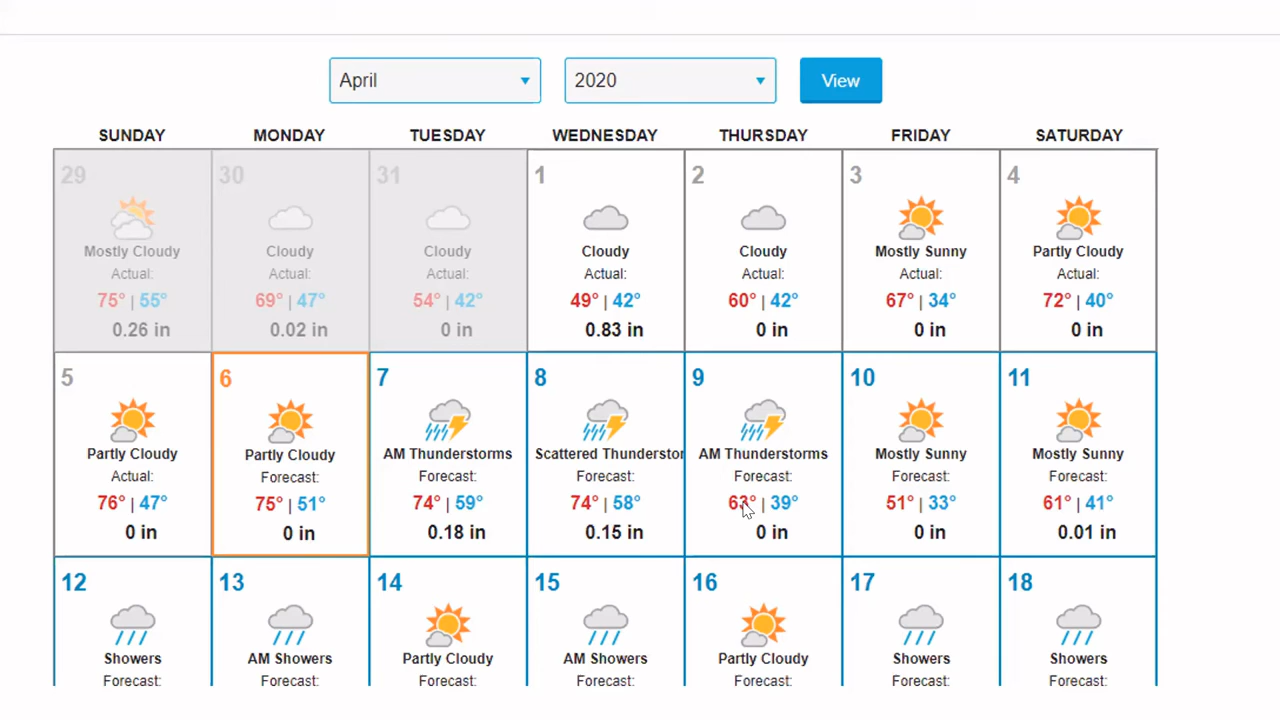 April 2020 View
SUNDAY MONDAY TUESDAY WEDNESDAY THURSDAY FRIDAY SATURDAY
29 30 31 1 2 3 4
Mostly Cloudy Cloudy Cloudy Cloudy Cloudy Mostly Sunny Partly Cloudy
Actual: Actual: Actual: Actual: Actual: Actual: Actual:
75° | 55° 69° | 47° 54° | 42° 49° | 42° 60° | 42° 67° | 34° 72° | 40°
0.26 in 0.02 in 0 in 0.83 in 0 in 0 in 0 in
5 6 7 8 9 10 11
Partly Cloudy Partly Cloudy AM Thunderstorms Scattered Thunderstor AM Thunderstorms Mostly Sunny Mostly Sunny
Actual: Forecast: Forecast: Forecast: Forecast: Forecast: Forecast:
76° | 47° 75° | 51° 74° | 59° 74° | 58° 63° | 39° 51° | 33° 61° | 41°
0 in 0 in 0.18 in 0.15 in 0 in 0 in 0.01 in
12 13 14 15 16 17 18
Showers AM Showers Partly Cloudy AM Showers Partly Cloudy Showers Showers
Forecast: Forecast: Forecast: Forecast: Forecast: Forecast: Forecast: